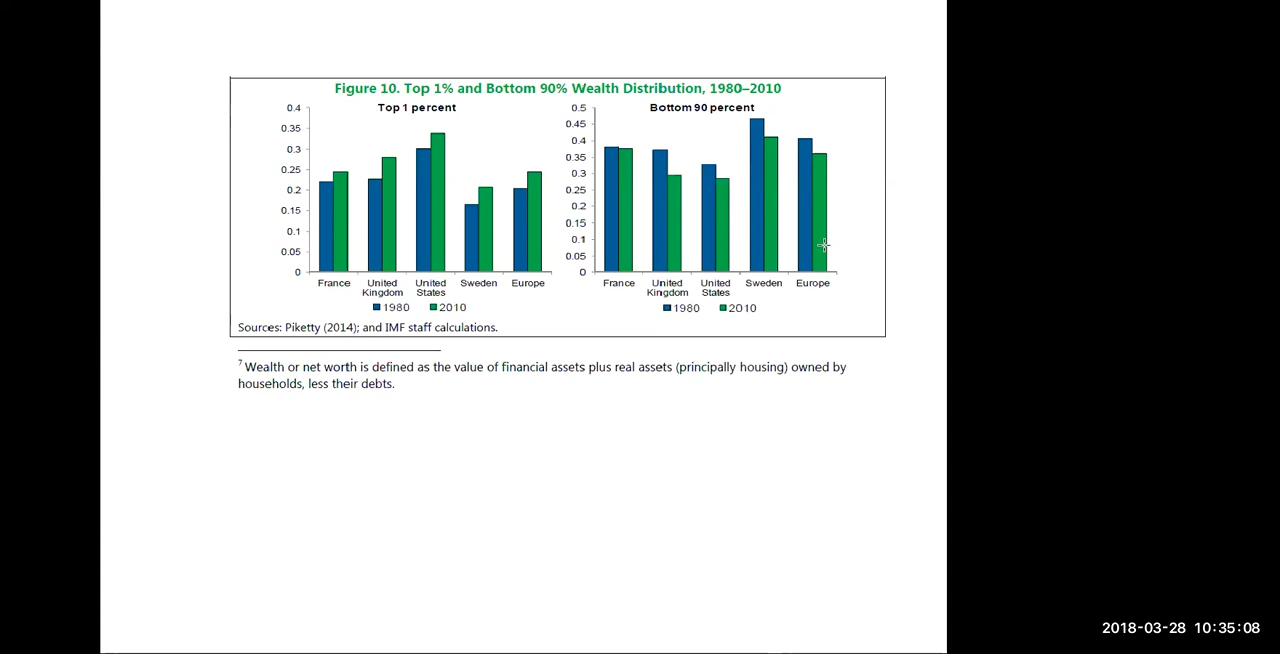 Figure 10. Top 1% and Bottom 90% Wealth Distribution, 1980–2010
Top 1 percent
0.4
0.35
0.3
0.25
0.2
0.15
0.1
0.05
0
France
United Kingdom
United States
Sweden
Europe
1980 2010
Bottom 90 percent
0.5
0.45
0.4
0.35
0.3
0.25
0.2
0.15
0.1
0.05
0
France
United Kingdom
United States
Sweden
Europe
1980 2010
Sources: Piketty (2014); and IMF staff calculations.
7 Wealth or net worth is defined as the value of financial assets plus real assets (principally housing) owned by
households, less their debts.
2018-03-28 10:35:08